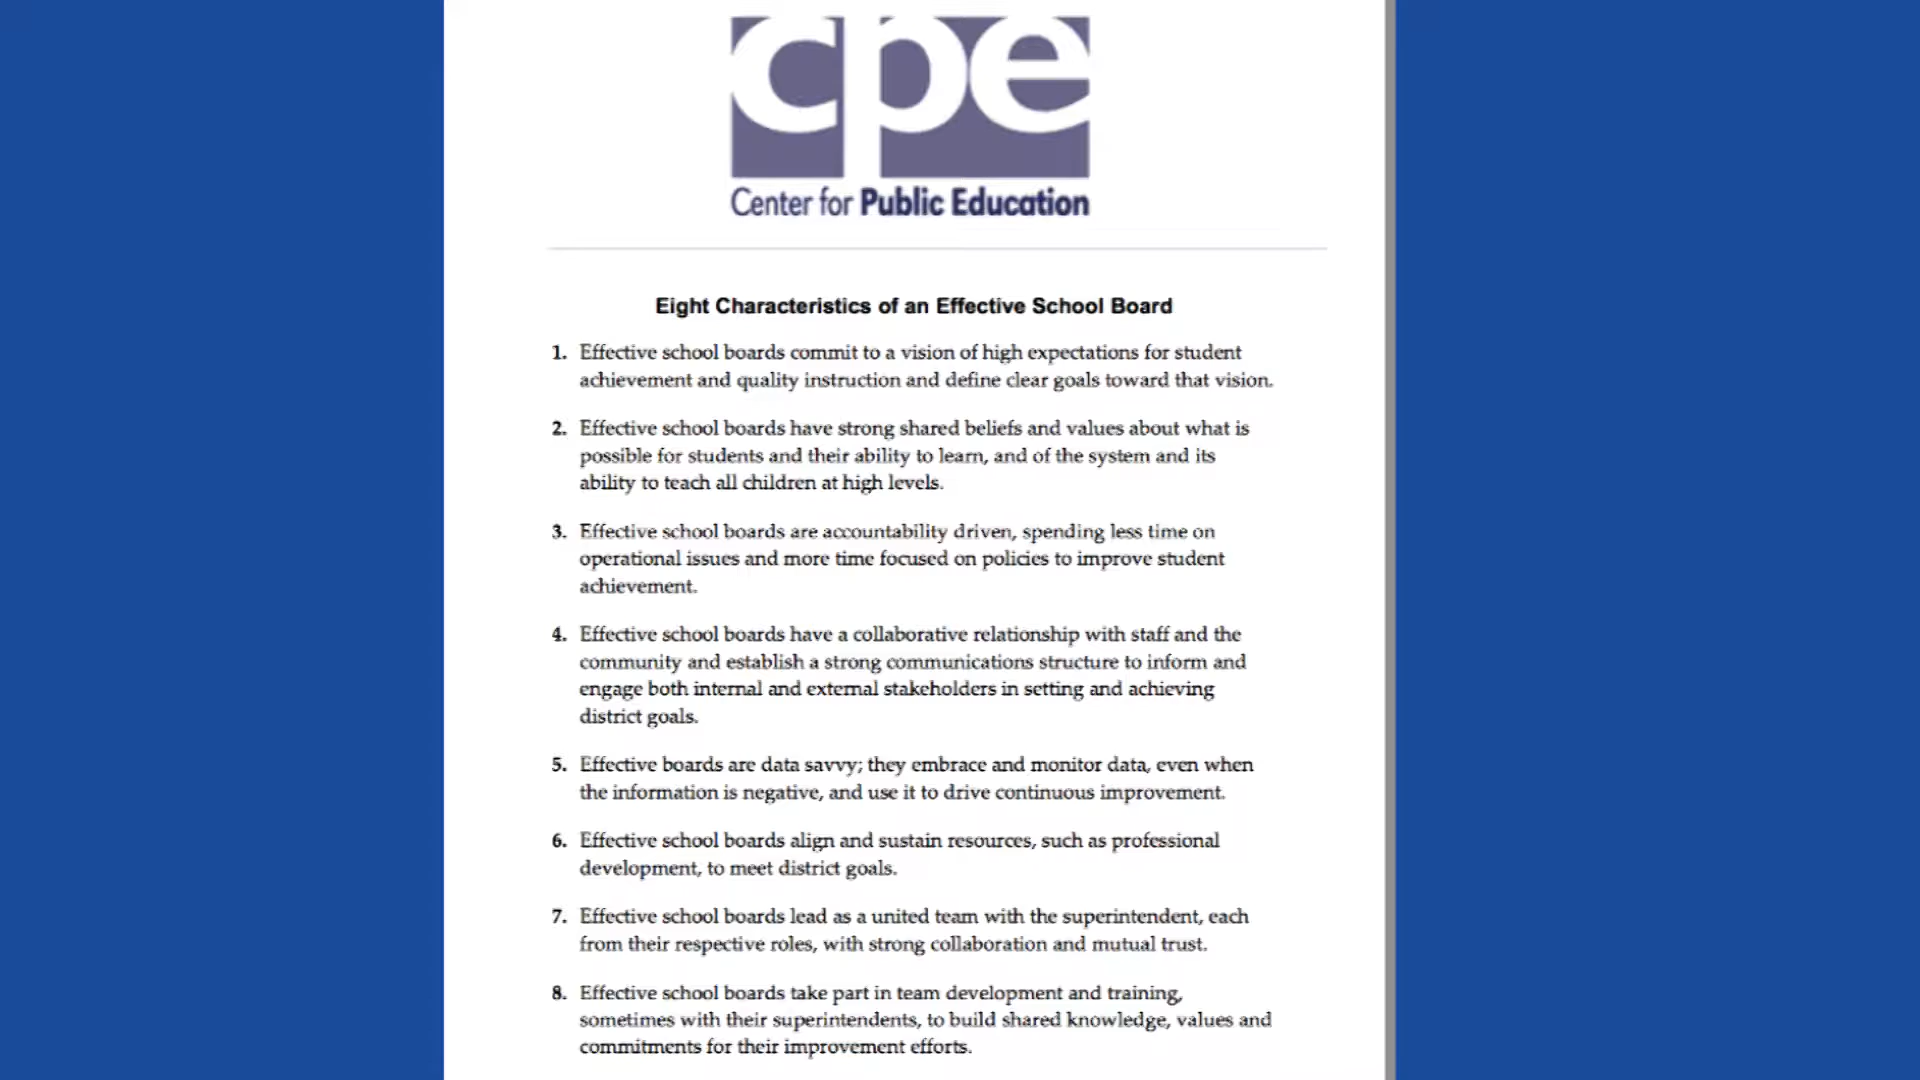 cpe
Center for Public Education
Eight Characteristics of an Effective School Board
1. Effective school boards commit to a vision of high expectations for student
achievement and quality instruction and define clear goals toward that vision.
2. Effective school boards have strong shared beliefs and values about what is
possible for students and their ability to learn, and of the system and its
ability to teach all children at high levels.
3. Effective school boards are accountability driven, spending less time on
operational issues and more time focused on policies to improve student
achievement.
4. Effective school boards have a collaborative relationship with staff and the
community and establish a strong communications structure to inform and
engage both internal and external stakeholders in setting and achieving
district goals.
5. Effective boards are data savvy; they embrace and monitor data, even when
the information is negative, and use it to drive continuous improvement.
6. Effective school boards align and sustain resources, such as professional
development, to meet district goals.
7. Effective school boards lead as a united team with the superintendent, each
from their respective roles, with strong collaboration and mutual trust.
8. Effective school boards take part in team development and training,
sometimes with their superintendents, to build shared knowledge, values and
commitments for their improvement efforts.